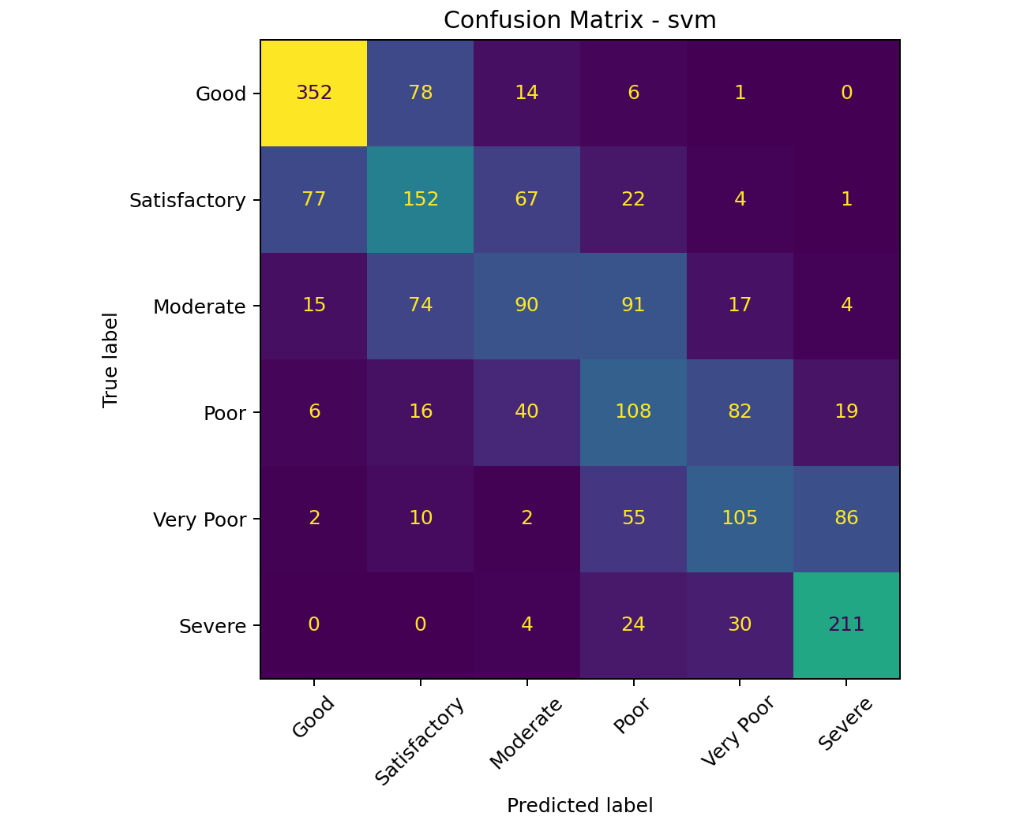 Confusion Matrix - svm
Good 352 78 14 6 1 0
Satisfactory 77 152 67 22 4 1
Moderate 15 74 90 91 17 4
Poor 6 16 40 108 82 19
Very Poor 2 10 2 55 105 86
Severe 0 0 4 24 30 211
True label
Good Satisfactory Moderate Poor Very Poor Severe
Predicted label